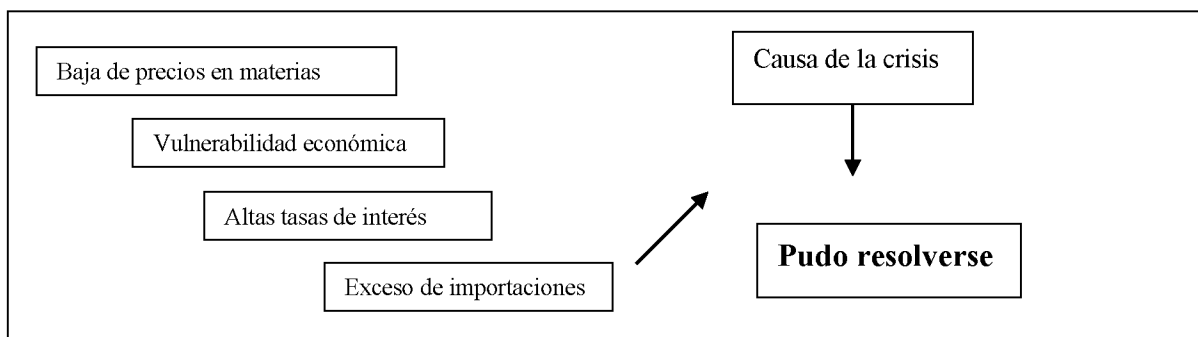 Baja de precios en materias
Vulnerabilidad económica
Altas tasas de interés
Exceso de importaciones
Causa de la crisis
Pudo resolverse